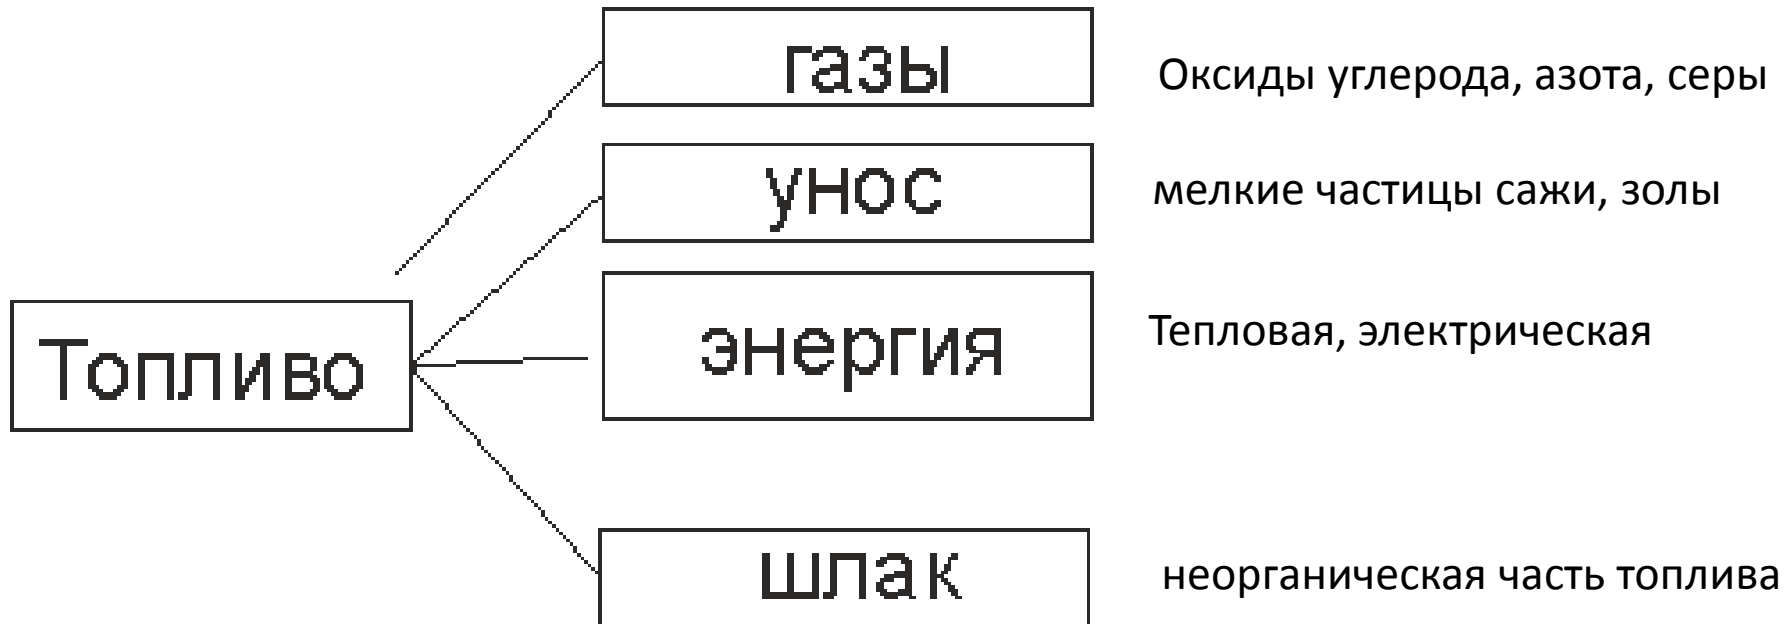 газы
Оксиды углерода, азота, серы
унос
мелкие частицы сажи, золы
Топливо
энергия
Тепловая, электрическая
шлак
неорганическая часть топлива